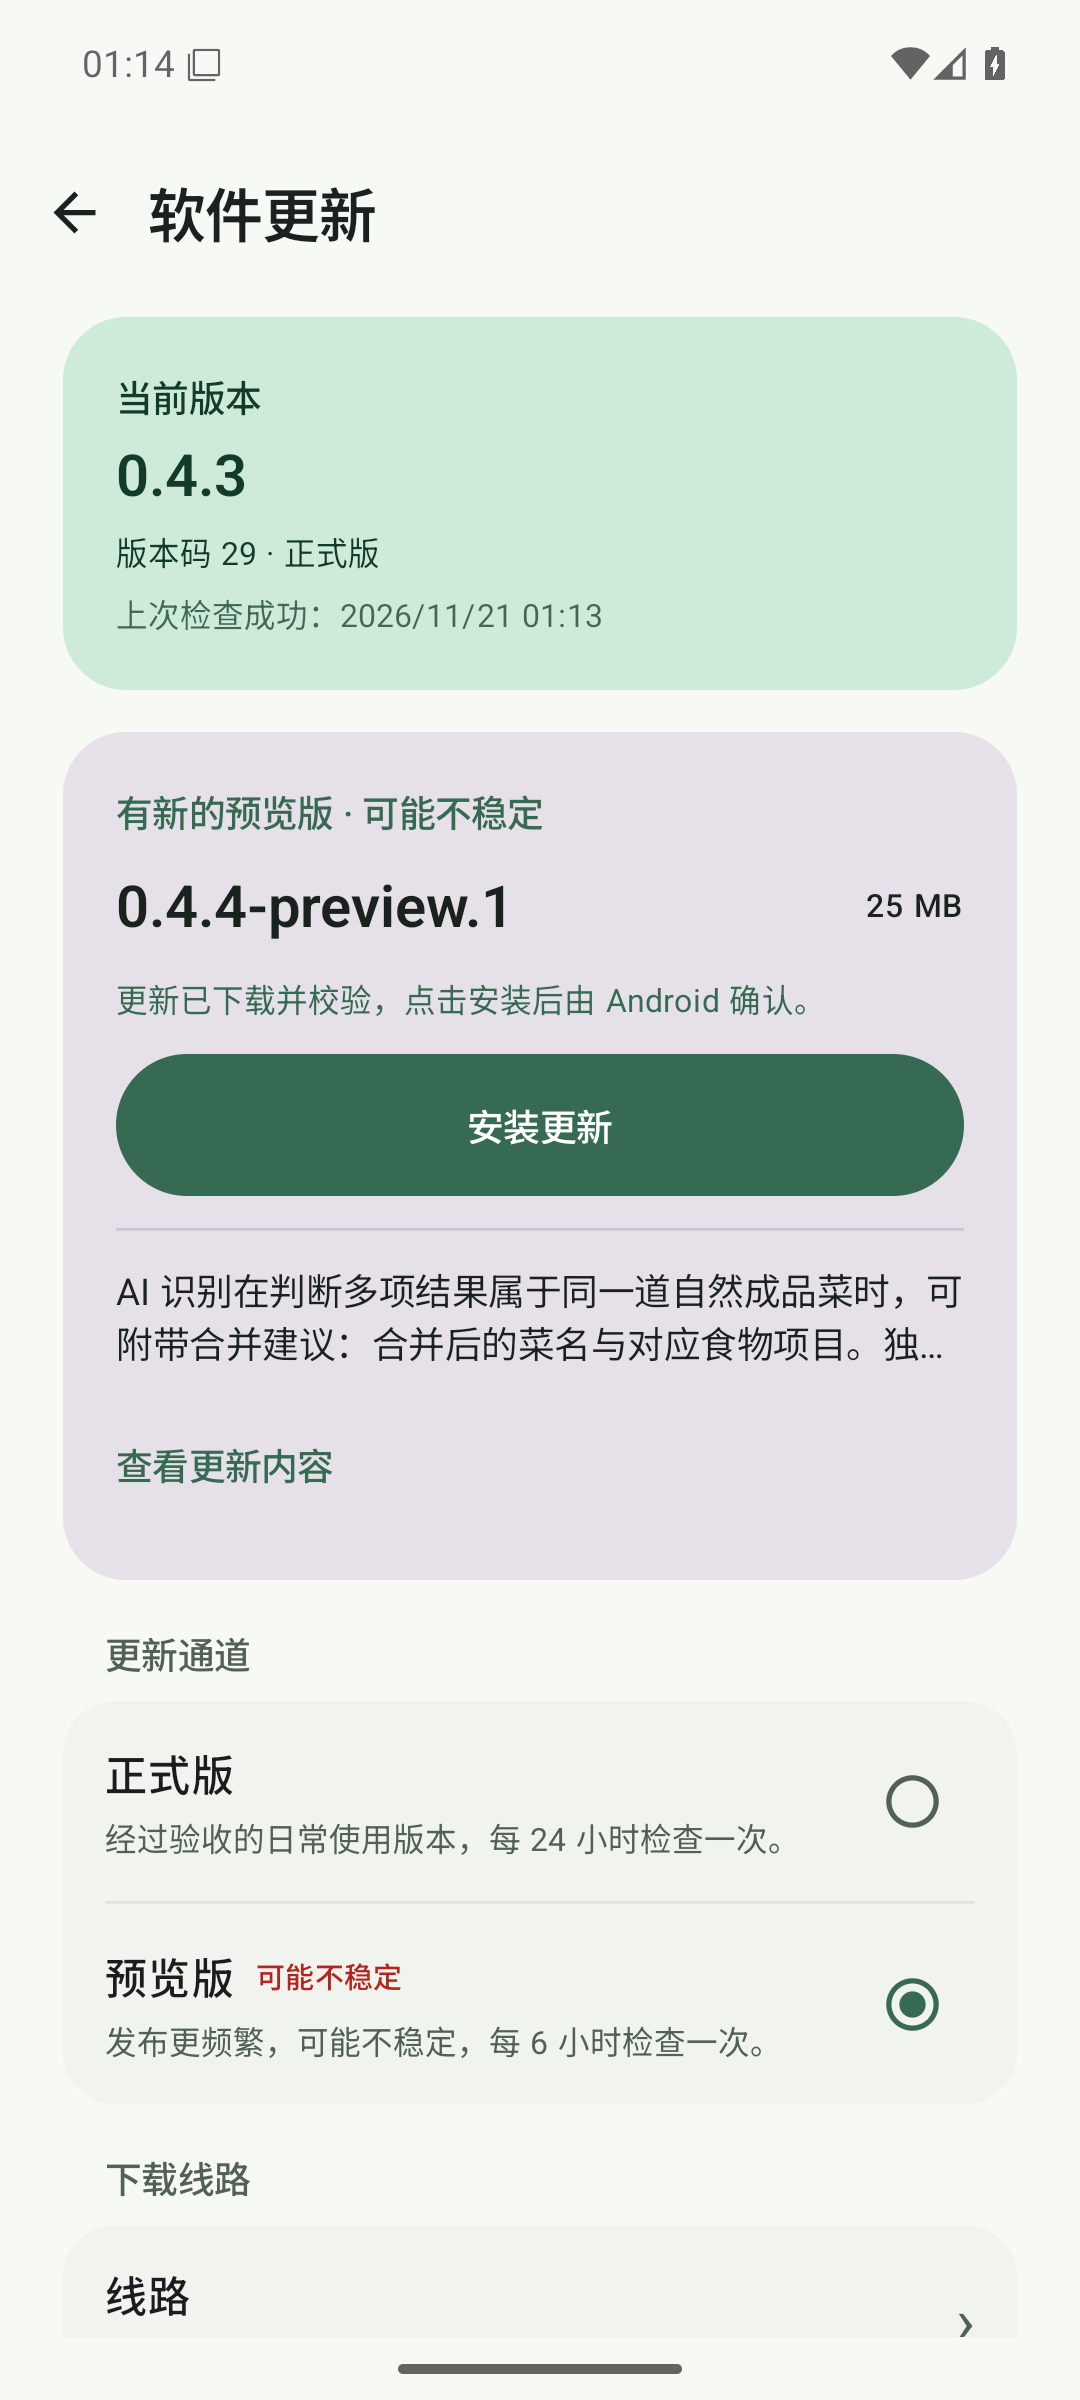 01:14
软件更新
当前版本
0.4.3
版本码 29 · 正式版
上次检查成功：2026/11/21 01:13
有新的预览版 · 可能不稳定
0.4.4-preview.1
25 MB
更新已下载并校验，点击安装后由 Android 确认。
安装更新
AI 识别在判断多项结果属于同一道自然成品菜时，可
附带合并建议：合并后的菜名与对应食物项目。独...
查看更新内容
更新通道
正式版
经过验收的日常使用版本，每 24 小时检查一次。
预览版 可能不稳定
发布更频繁，可能不稳定，每 6 小时检查一次。
下载线路
线路